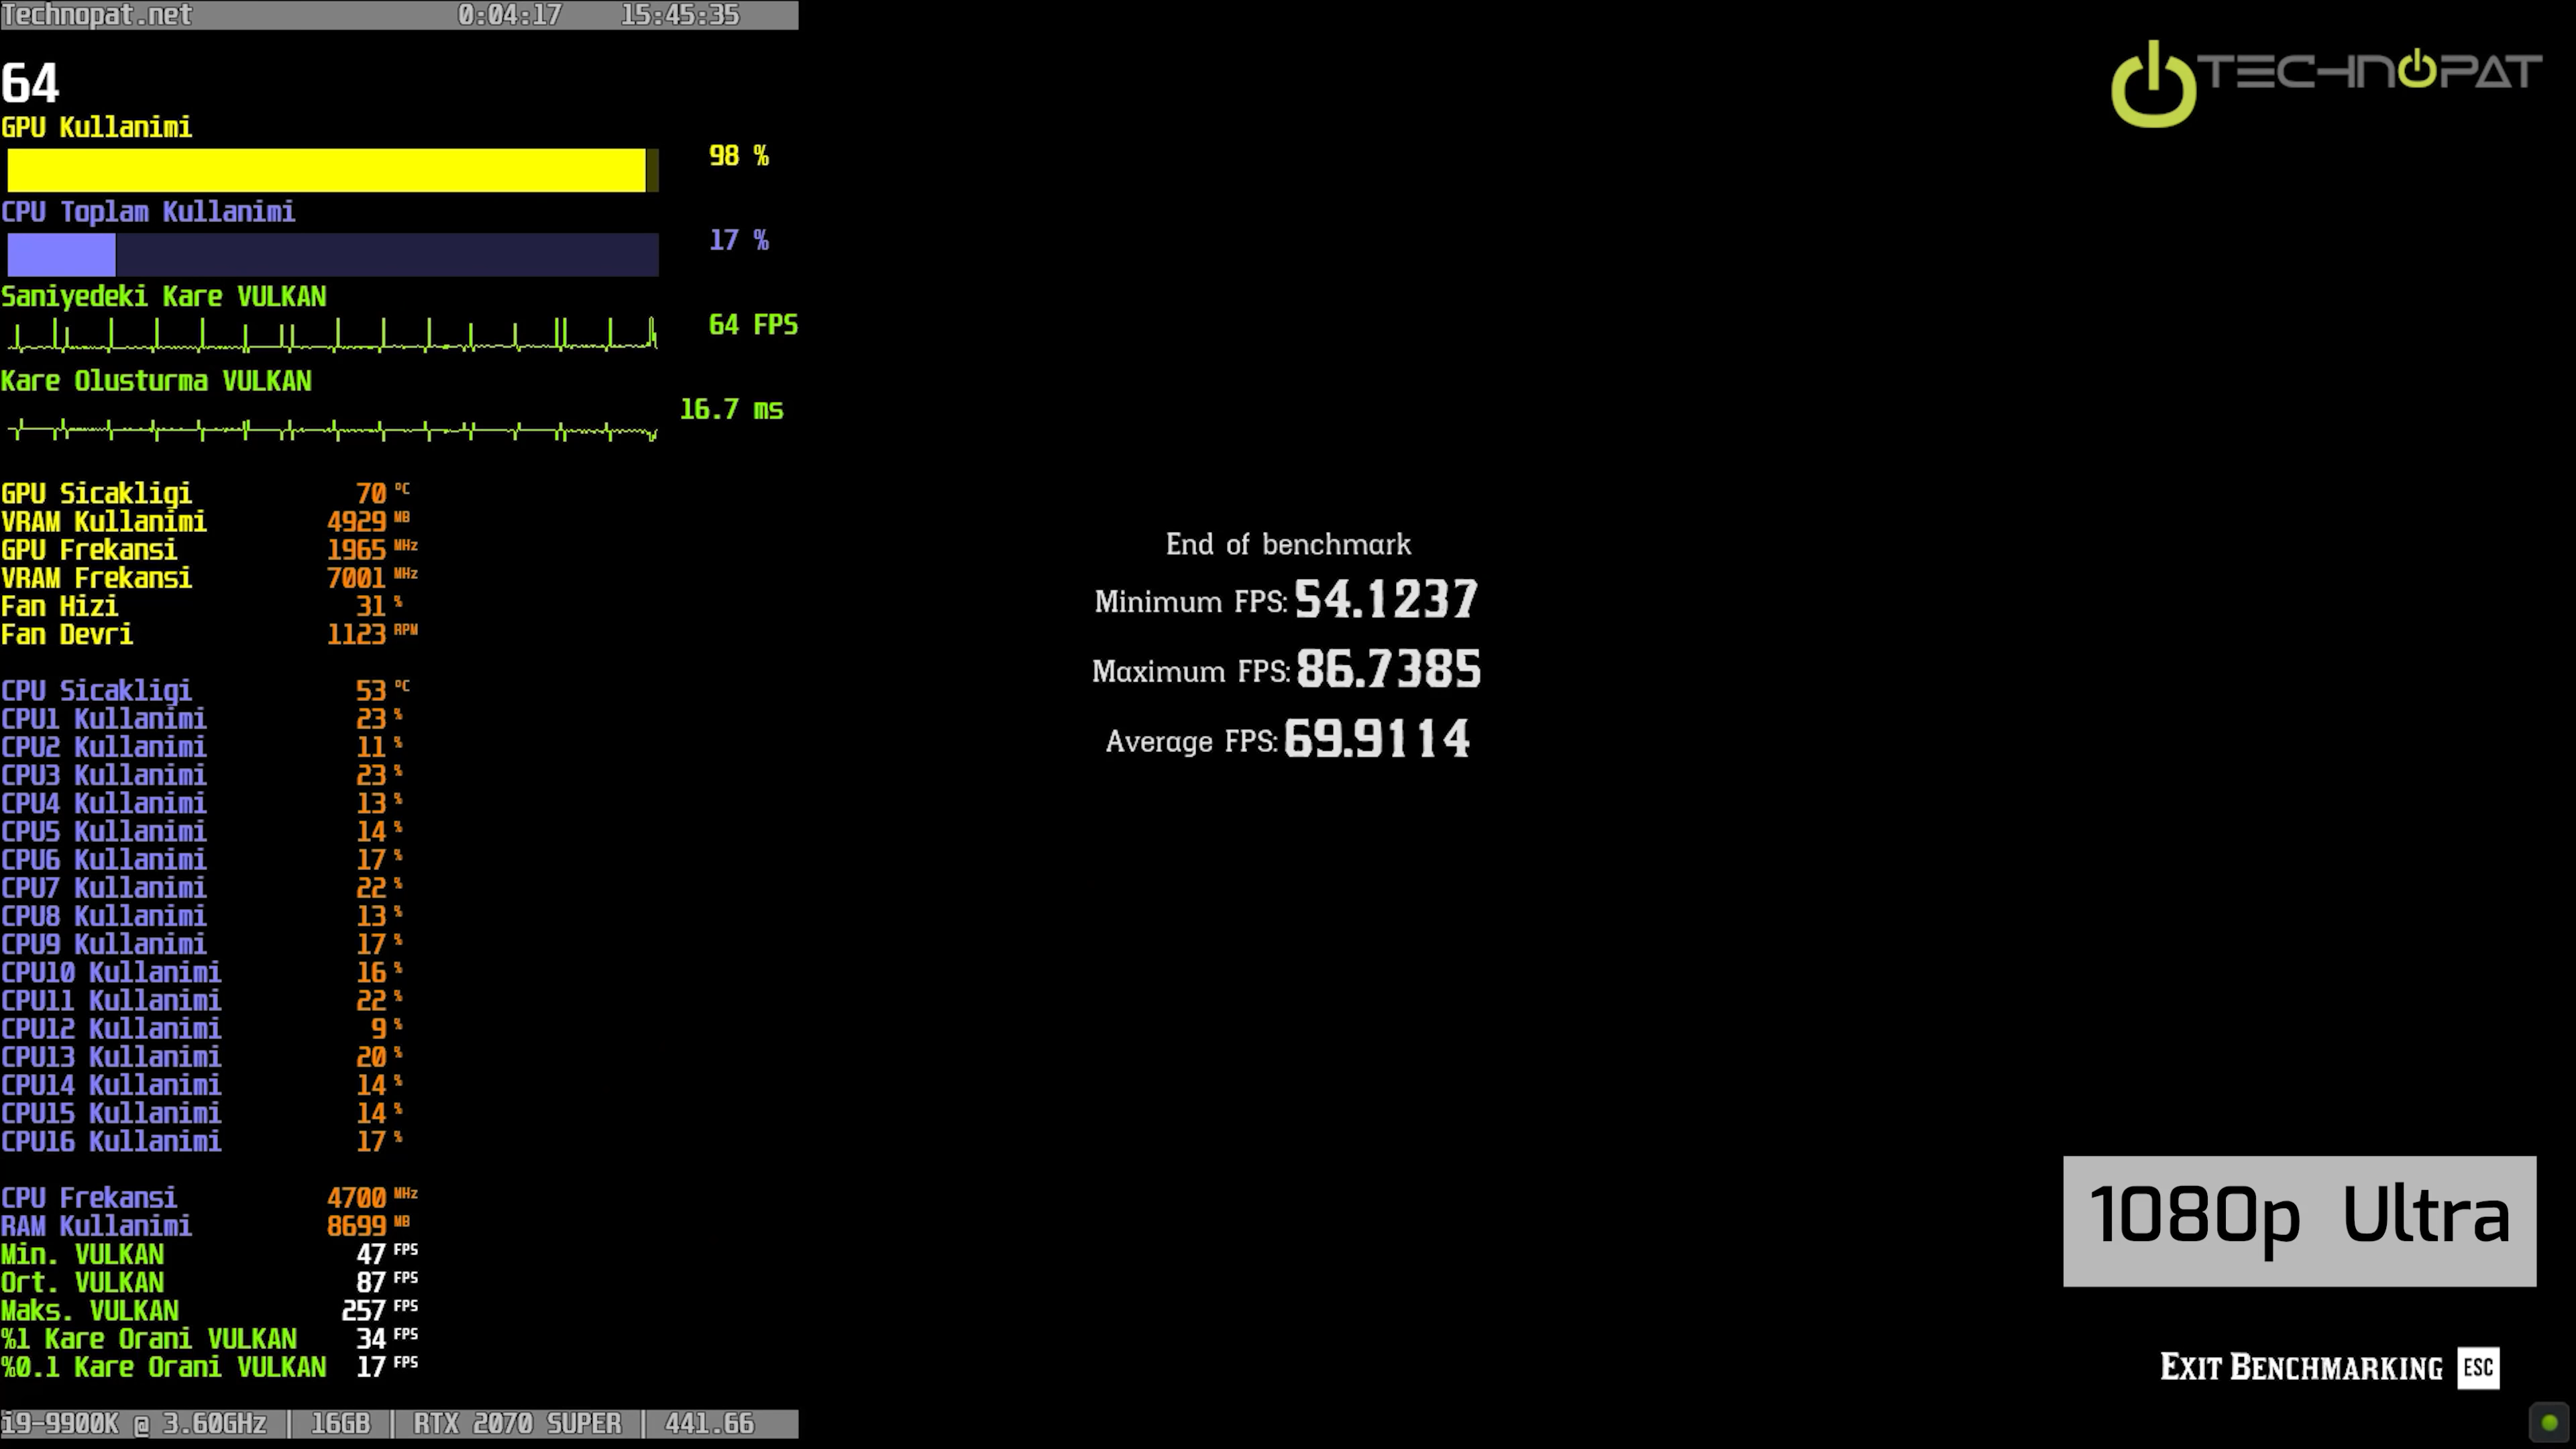 Technopat.net 0:04:17 15:45:35
TECHNOPAT
64
GPU Kullanimi
98 %
CPU Toplam Kullanimi
17 %
Saniyedeki Kare VULKAN
64 FPS
Kare Olusturma VULKAN
16.7 ms
GPU Sicakligi 70 °C
VRAM Kullanimi 4929 MB
GPU Frekansi 1965 MHz
VRAM Frekansi 7001 MHz
Fan Hizi 31 %
Fan Devri 1123 RPM
CPU Sicakligi 53 °C
CPU1 Kullanimi 23 %
CPU2 Kullanimi 11 %
CPU3 Kullanimi 23 %
CPU4 Kullanimi 13 %
CPU5 Kullanimi 14 %
CPU6 Kullanimi 17 %
CPU7 Kullanimi 22 %
CPU8 Kullanimi 13 %
CPU9 Kullanimi 17 %
CPU10 Kullanimi 16 %
CPU11 Kullanimi 22 %
CPU12 Kullanimi 9 %
CPU13 Kullanimi 20 %
CPU14 Kullanimi 14 %
CPU15 Kullanimi 14 %
CPU16 Kullanimi 17 %
CPU Frekansi 4700 MHz
RAM Kullanimi 8699 MB
Min. VULKAN 47 FPS
Ort. VULKAN 87 FPS
Maks. VULKAN 257 FPS
%1 Kare Orani VULKAN 34 FPS
%0.1 Kare Orani VULKAN 17 FPS
i9-9900K @ 3.60GHz | 16GB | RTX 2070 SUPER | 441.66
End of benchmark
Minimum FPS: 54.1237
Maximum FPS: 86.7385
Average FPS: 69.9114
1080p Ultra
EXIT BENCHMARKING ESC